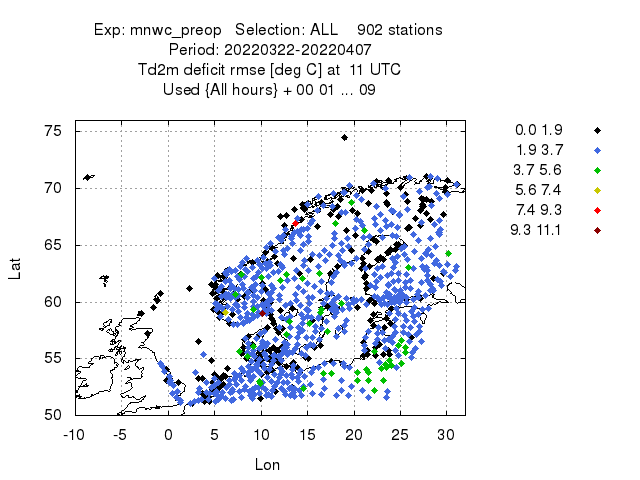 Exp: mnwc_preop   Selection: ALL    902 stations
Period: 20220322-20220407
Td2m deficit rmse [deg C] at  11 UTC
Used {All hours} + 00 01 ... 09
0.0 1.9
1.9 3.7
3.7 5.6
5.6 7.4
7.4 9.3
9.3 11.1
Lat
75
70
65
60
55
50
-10 -5 0 5 10 15 20 25 30
Lon